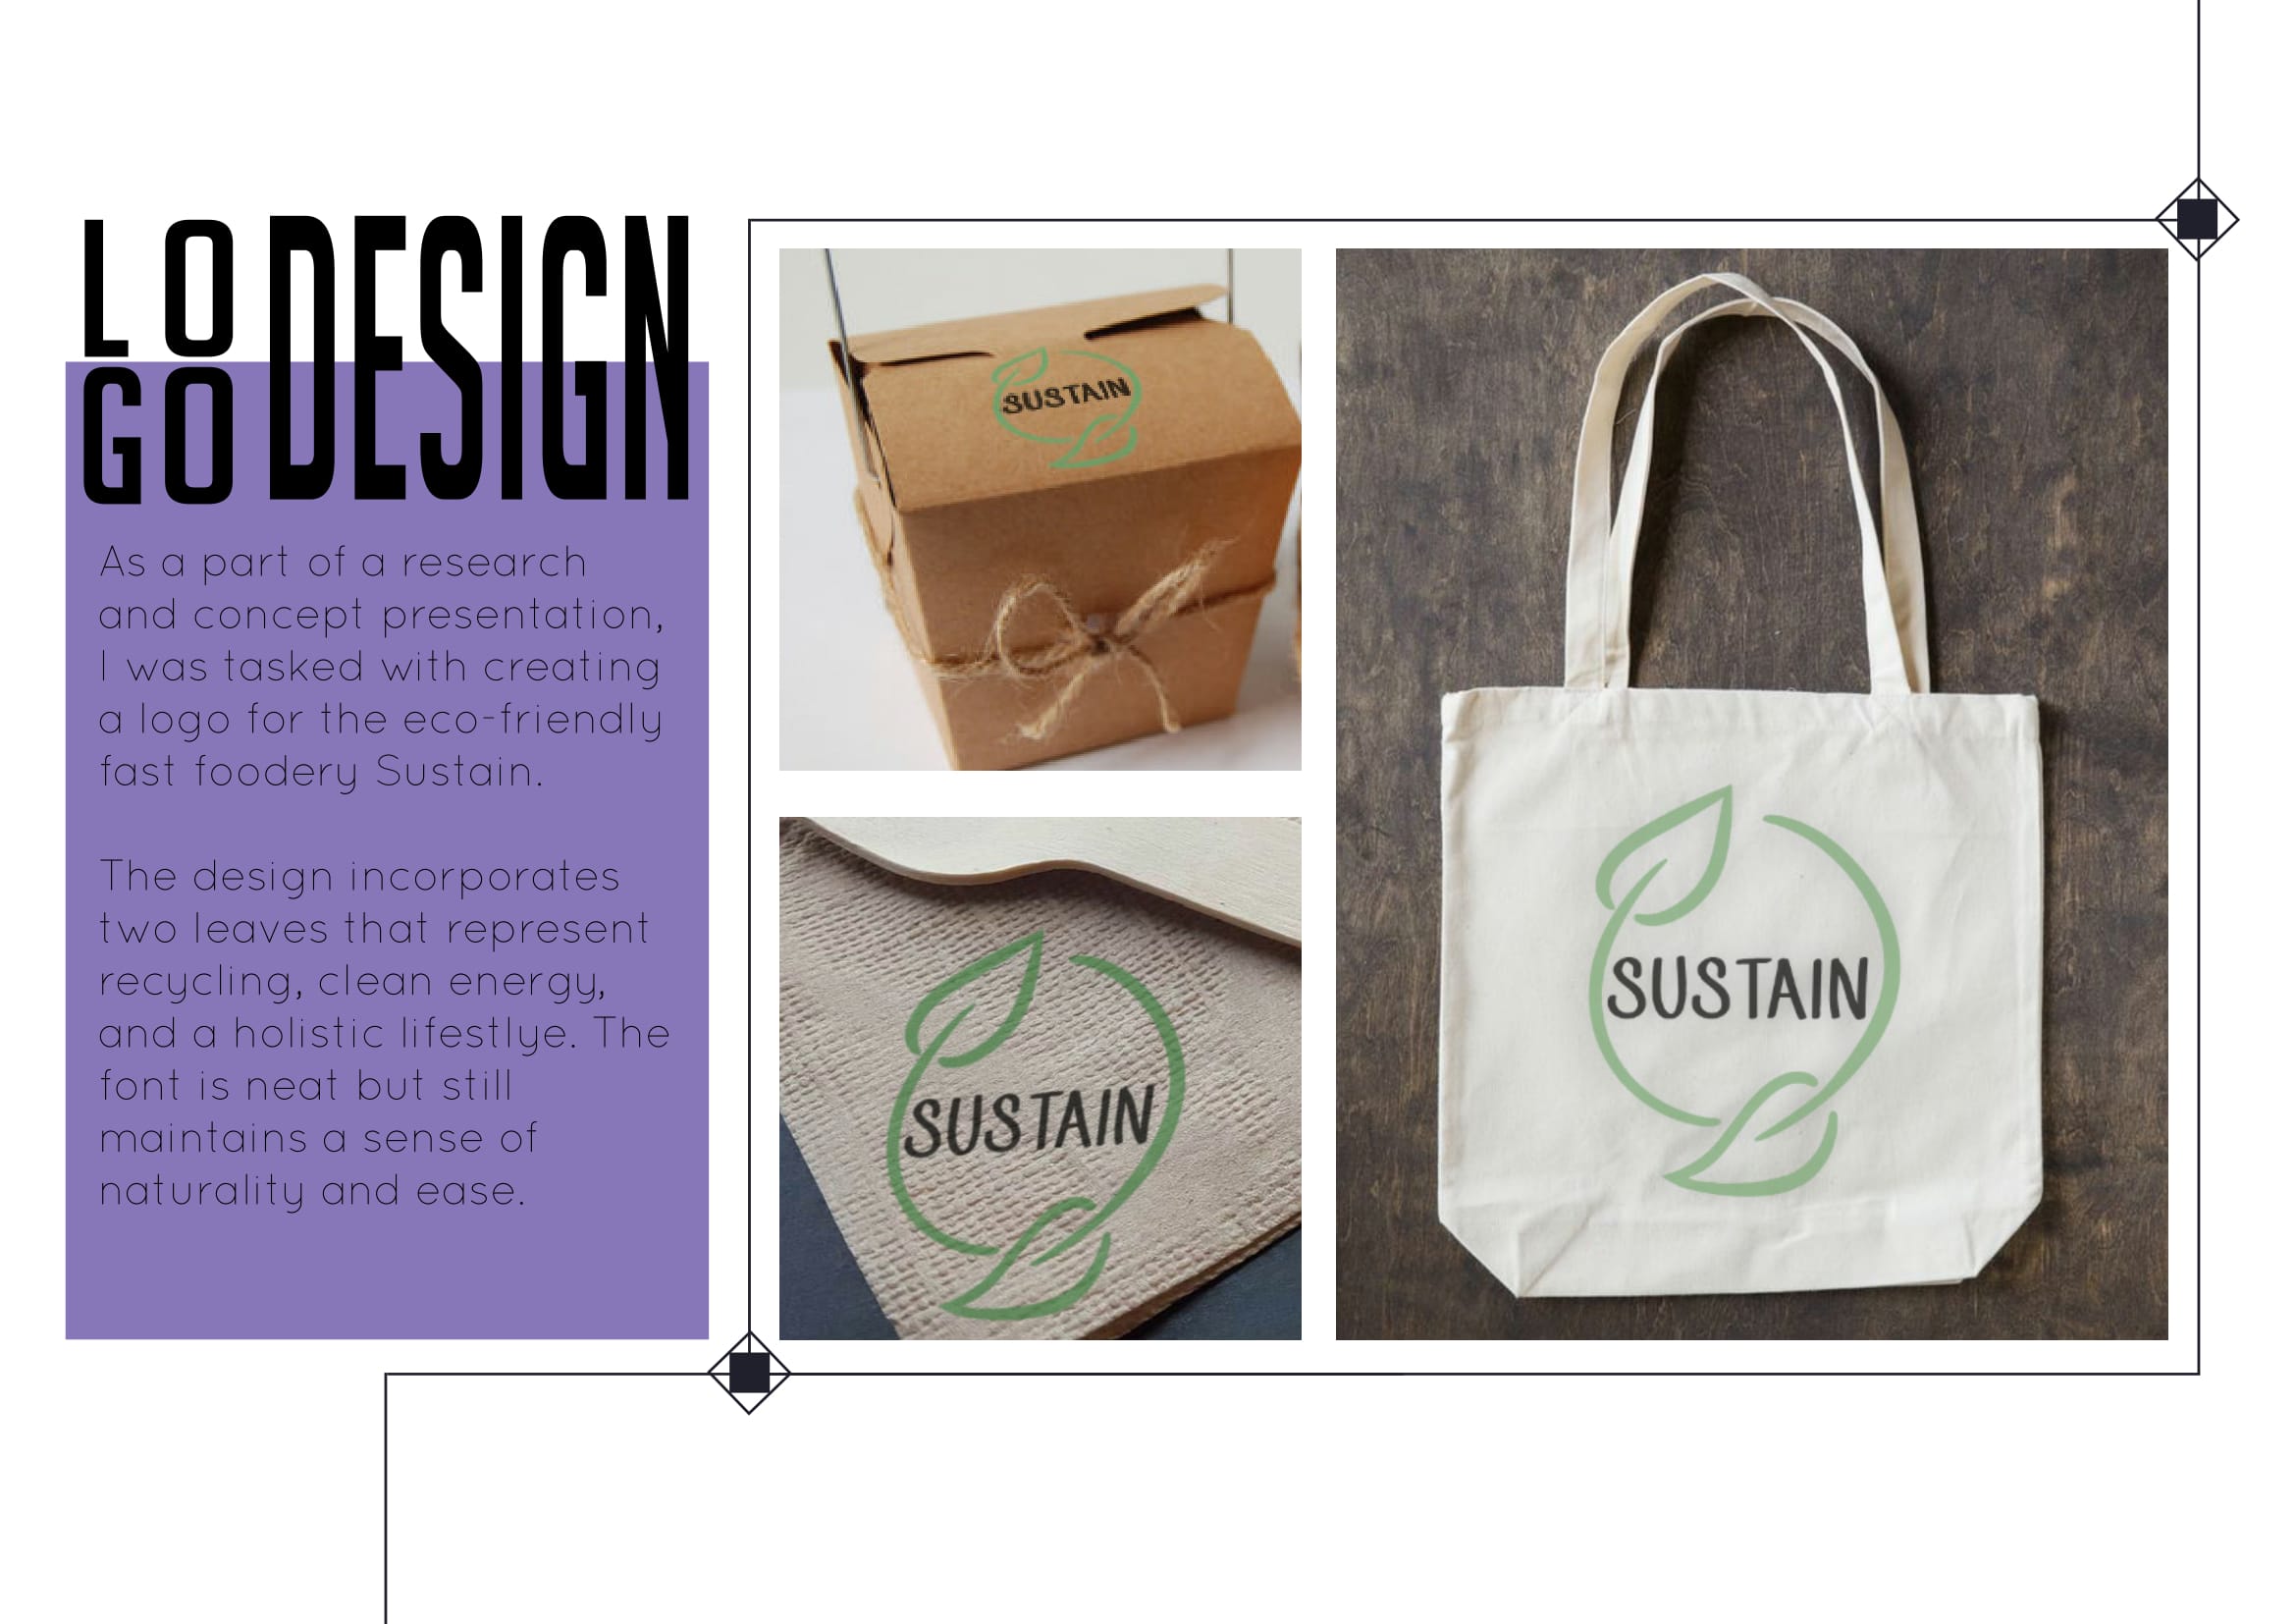 LO
GO DESIGN
As a part of a research
and concept presentation,
I was tasked with creating
a logo for the eco-friendly
fast foodery Sustain.
The design incorporates
two leaves that represent
recycling, clean energy,
and a holistic lifestlye. The
font is neat but still
maintains a sense of
naturality and ease.
SUSTAIN
SUSTAIN
SUSTAIN